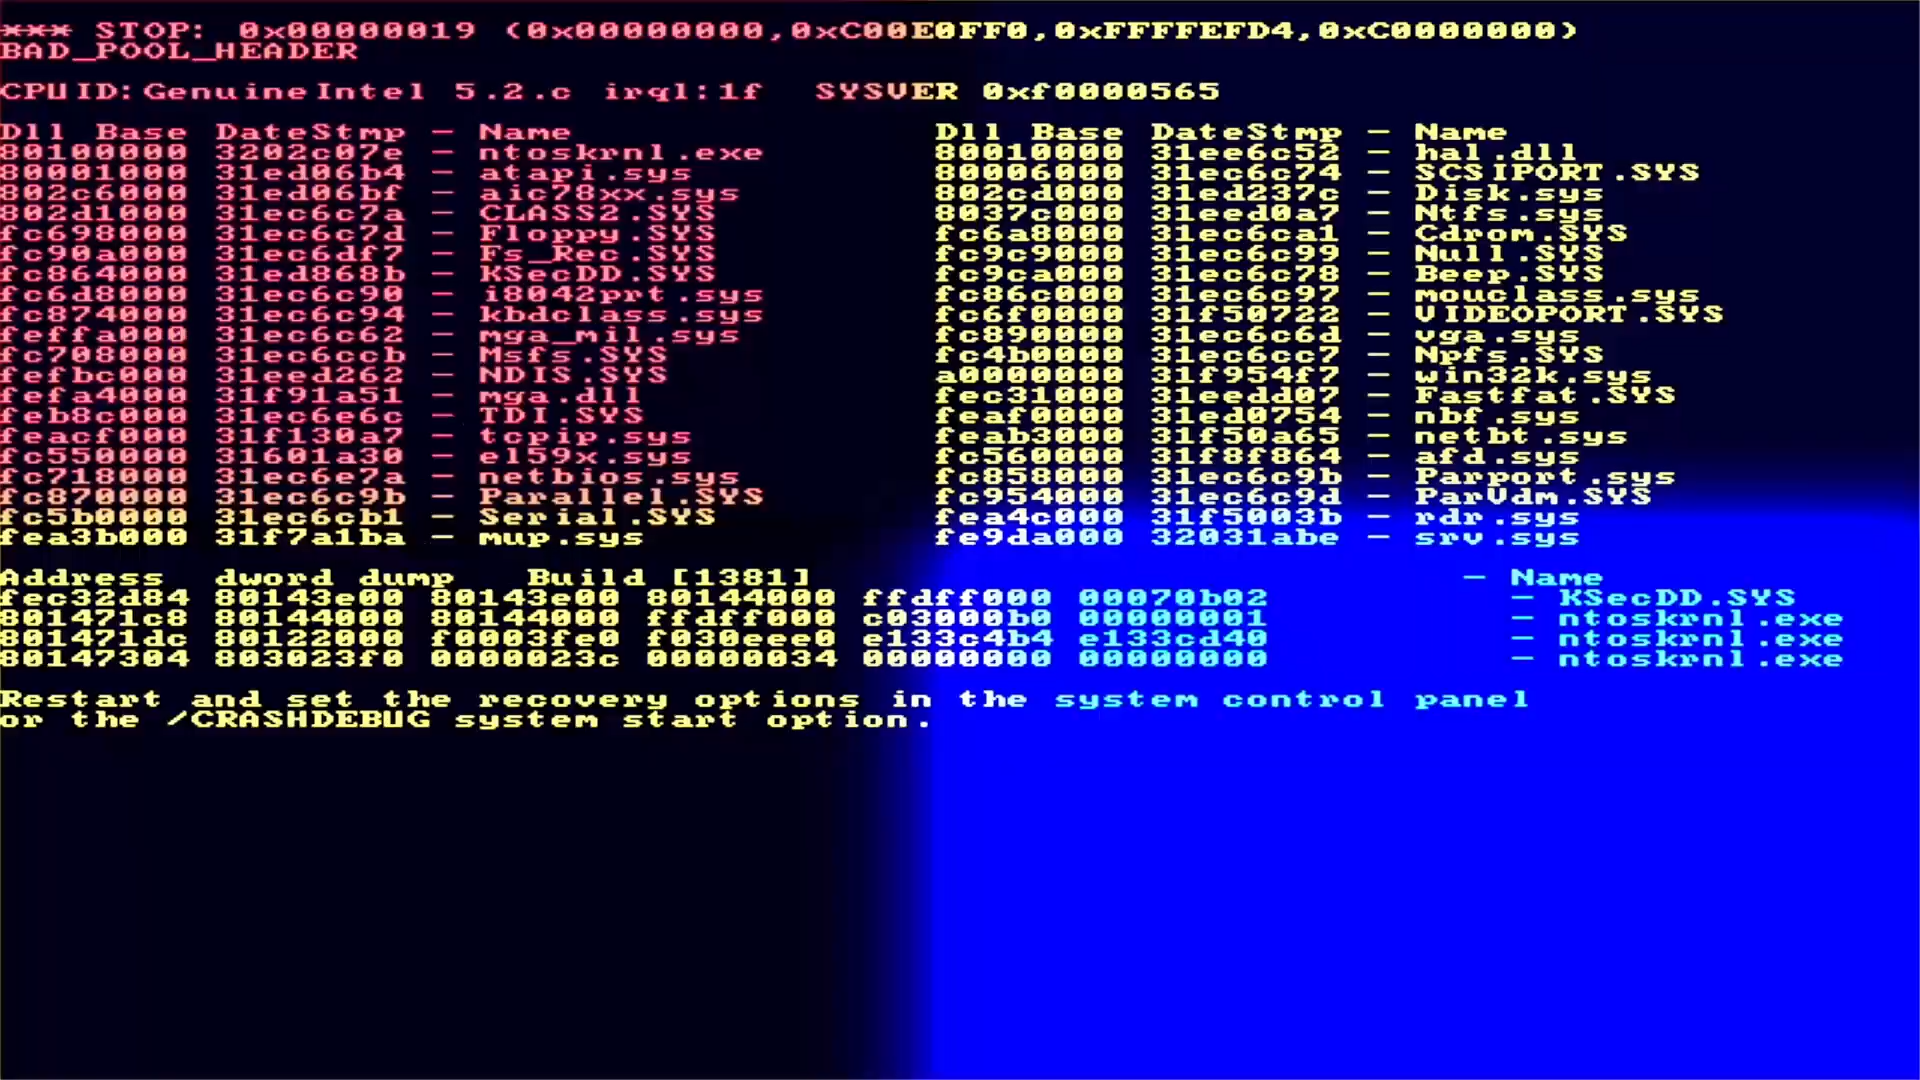 *** STOP: 0x00000019 (0x00000000,0xC00E0FF0,0xFFFFEFD4,0xC0000000)
BAD_POOL_HEADER
CPUID:GenuineIntel 5.2.c irql:1f SYSVER 0xf0000565
Dll Base DateStmp - Name Dll Base DateStmp - Name
80100000 3202c07e - ntoskrnl.exe 80010000 31ee6c52 - hal.dll
80001000 31ed06b4 - atapi.sys 80006000 31ec6c74 - SCSIPORT.SYS
802c6000 31ed06bf - aic78xx.sys 802cd000 31ed237c - Disk.sys
802d1000 31ec6c7a - CLASS2.SYS 8037c000 31eed0a7 - Ntfs.sys
fc698000 31ec6c7d - Floppy.SYS fc6a8000 31ec6ca1 - Cdrom.SYS
fc90a000 31ec6df7 - Fs_Rec.SYS fc9c9000 31ec6c99 - Null.SYS
fc864000 31ed868b - KSecDD.SYS fc9ca000 31ec6c78 - Beep.SYS
fc6d8000 31ec6c90 - i8042prt.sys fc86c000 31ec6c97 - mouclass.sys
fc874000 31ec6c94 - kbdclass.sys fc6f0000 31f50722 - VIDEOPORT.SYS
feffa000 31ec6c62 - mga_mil.sys fc890000 31ec6c6d - vga.sys
fc708000 31ec6ccb - Msfs.SYS fc4b0000 31ec6cc7 - Npfs.SYS
fefbc000 31eed262 - NDIS.SYS a0000000 31f954f7 - win32k.sys
fefa4000 31f91a51 - mga.dll fec31000 31eedd07 - Fastfat.SYS
feb8c000 31ec6e6c - TDI.SYS feaf0000 31ed0754 - nbf.sys
feacf000 31f130a7 - tcpip.sys feab3000 31f50a65 - netbt.sys
fc550000 31601a30 - el59x.sys fc560000 31f8f864 - afd.sys
fc718000 31ec6e7a - netbios.sys fc858000 31ec6c9b - Parport.sys
fc870000 31ec6c9b - Parallel.SYS fc954000 31ec6c9d - ParVdm.SYS
fc5b0000 31ec6cb1 - Serial.SYS fea4c000 31f5003b - rdr.sys
fea3b000 31f7a1ba - mup.sys fe9da000 32031abe - srv.sys
Address dword dump Build [1381] - Name
fec32d84 80143e00 80143e00 80144000 ffdff000 00070b02 - KSecDD.SYS
801471c8 80144000 80144000 ffdff000 c03000b0 00000001 - ntoskrnl.exe
801471dc 80122000 f0003fe0 f030eee0 e133c4b4 e133cd40 - ntoskrnl.exe
80147304 803023f0 0000023c 00000034 00000000 00000000 - ntoskrnl.exe
Restart and set the recovery options in the system control panel
or the /CRASHDEBUG system start option.